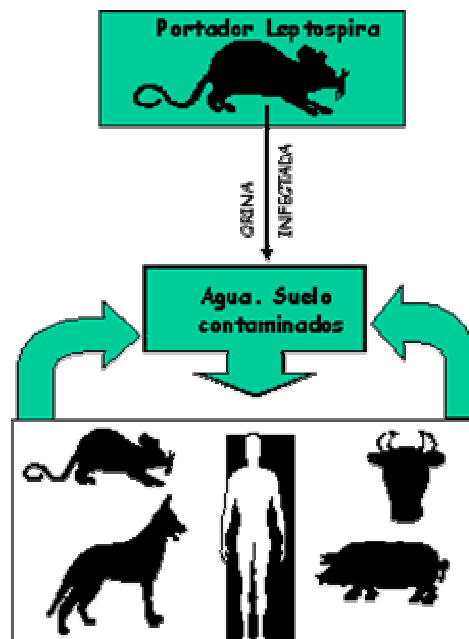 Portador Leptospira
ORINA
INFECTADA
Agua. Suelo
contaminados